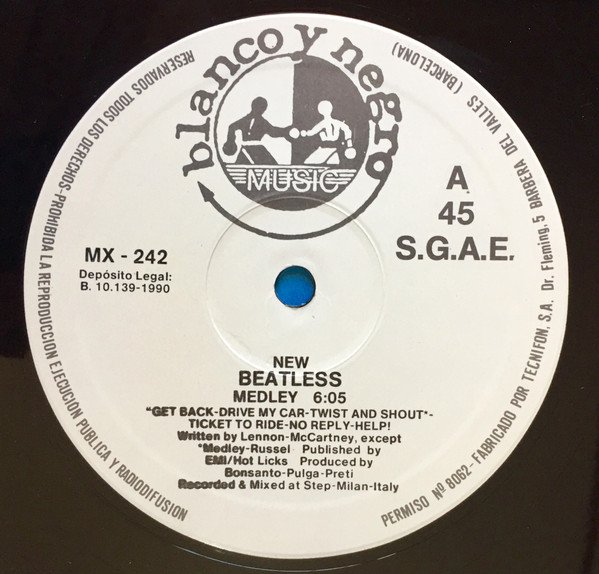 blanco y negro
MUSIC
A
45
S.G.A.E.
MX - 242
Depósito Legal:
B. 10.139-1990
NEW
BEATLESS
MEDLEY 6:05
"GET BACK-DRIVE MY CAR-TWIST AND SHOUT*-
TICKET TO RIDE-NO REPLY-HELP!
Written by Lennon-McCartney, except
*Medley-Russel Published by
EMI/Hot Licks Produced by
Bonsanto-Pulga-Preti
Recorded & Mixed at Step-Milan-Italy
RESERVADOS TODOS LOS DERECHOS-PROHIBIDA LA REPRODUCCION EJECUCIÓN PUBLICA Y RADIODIFUSION
PERMISO Nº 8062-FABRICADO POR TECNIFON, S.A. Dr. Fleming, 5 BARBERA DEL VALLES (BARCELONA)